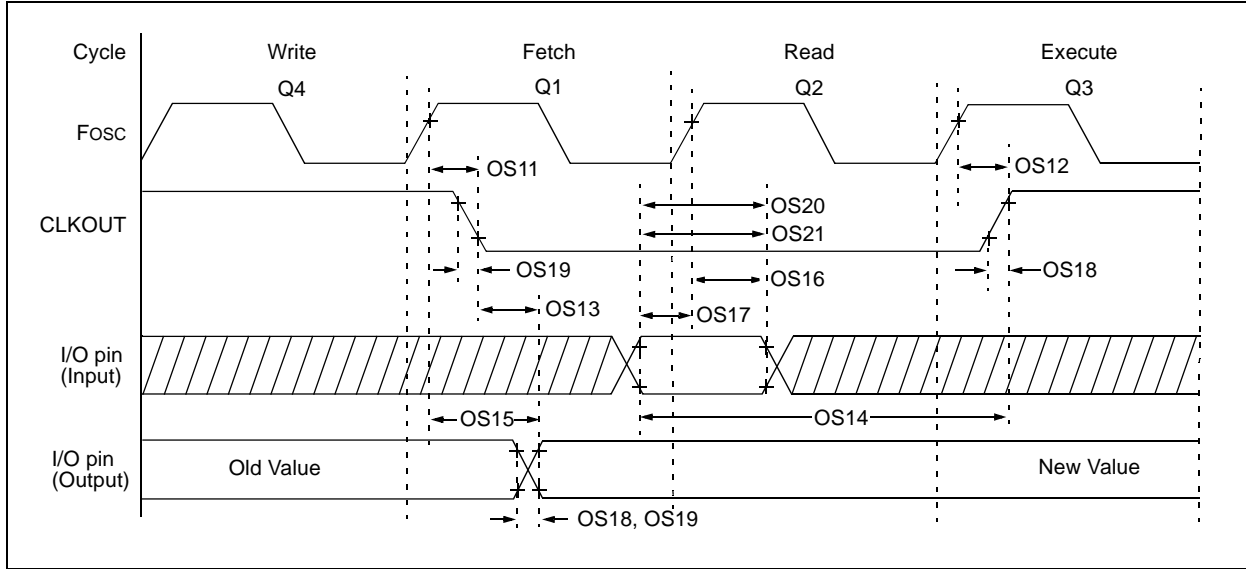 Cycle Write Fetch Read Execute
Q4 Q1 Q2 Q3
FOSC
OS11 OS12
OS20
CLKOUT
OS21
OS19 OS16 OS18
OS13 OS17
I/O pin
(Input)
OS15 OS14
I/O pin
(Output)
Old Value New Value
OS18, OS19